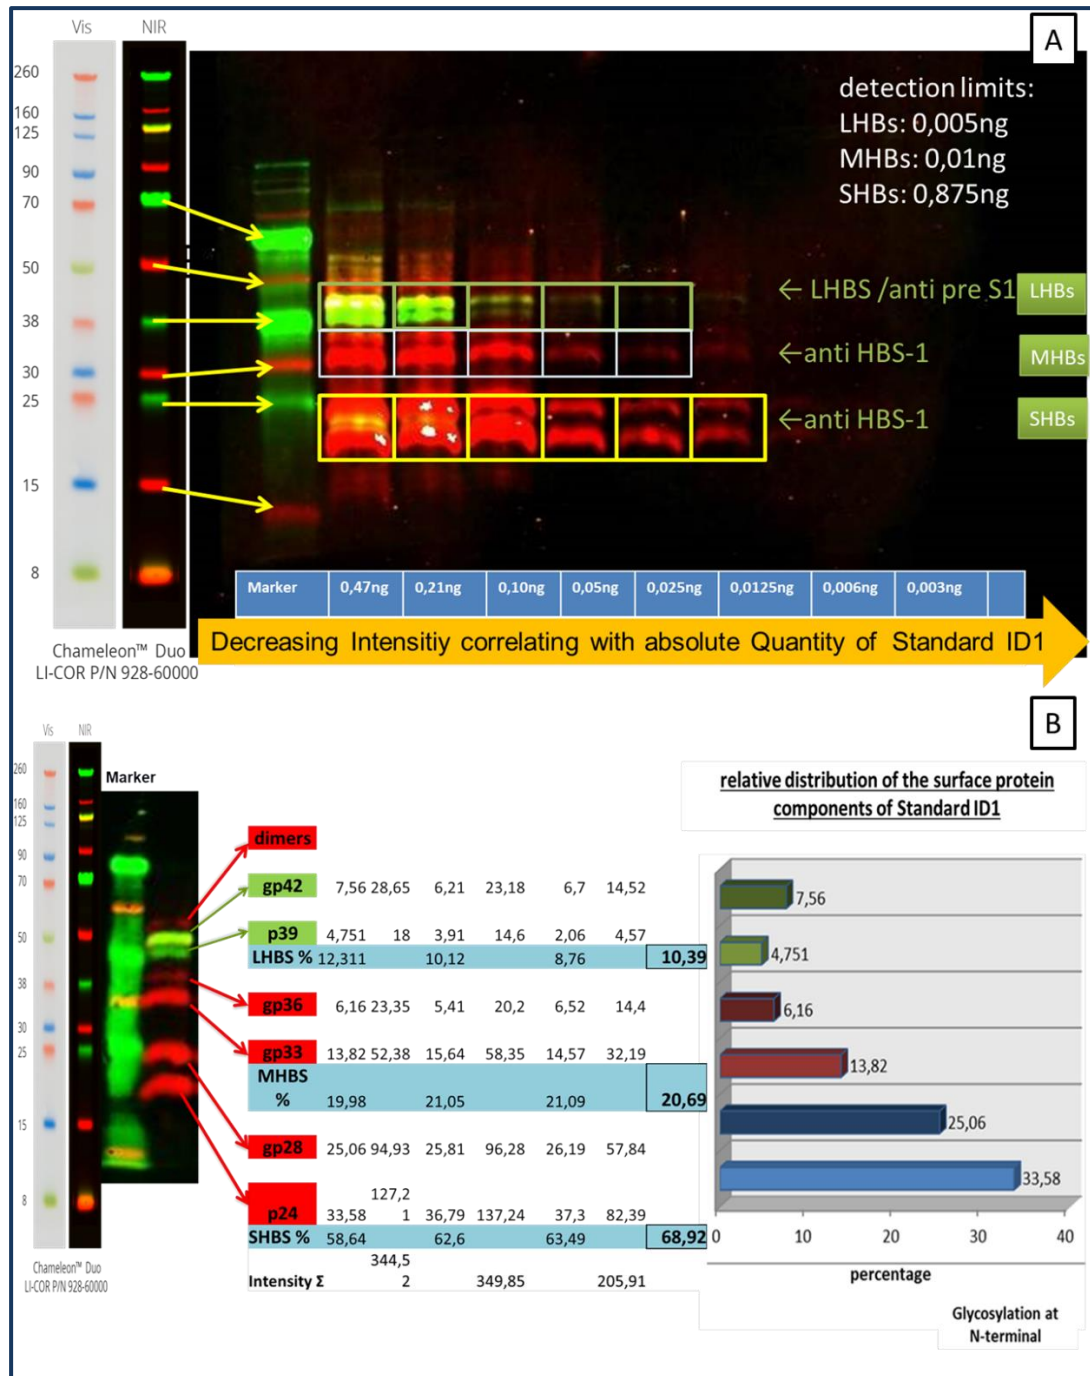 A
Vis
NIR
260
160
125
90
70
50
38
30
25
15
8
Chameleon™ Duo
LI-COR P/N 928-60000
detection limits:
LHBs: 0,005ng
MHBs: 0,01ng
SHBs: 0,875ng
← LHBS /anti pre S1
LHBs
←anti HBS-1
MHBs
←anti HBS-1
SHBs
Marker 0,47ng 0,21ng 0,10ng 0,05ng 0,025ng 0,0125ng 0,006ng 0,003ng
Decreasing Intensitiy correlating with absolute Quantity of Standard ID1
B
Vis
NIR
260
160
125
90
70
50
38
30
25
15
8
Chameleon™ Duo
LI-COR P/N 928-60000
Marker
dimers
gp42 7,56 28,65 6,21 23,18 6,7 14,52
p39 4,751 18 3,91 14,6 2,06 4,57
LHBS % 12,311 10,12 8,76 10,39
gp36 6,16 23,35 5,41 20,2 6,52 14,4
gp33 13,82 52,38 15,64 58,35 14,57 32,19
MHBS
% 19,98 21,05 21,09 20,69
gp28 25,06 94,93 25,81 96,28 26,19 57,84
127,2
p24 33,58 1 36,79 137,24 37,3 82,39
SHBS % 58,64 62,6 63,49 68,92
344,5
Intensity Σ 2 349,85 205,91
relative distribution of the surface protein
components of Standard ID1
7,56
4,751
6,16
13,82
25,06
33,58
0 10 20 30 40
percentage
Glycosylation at
N-terminal